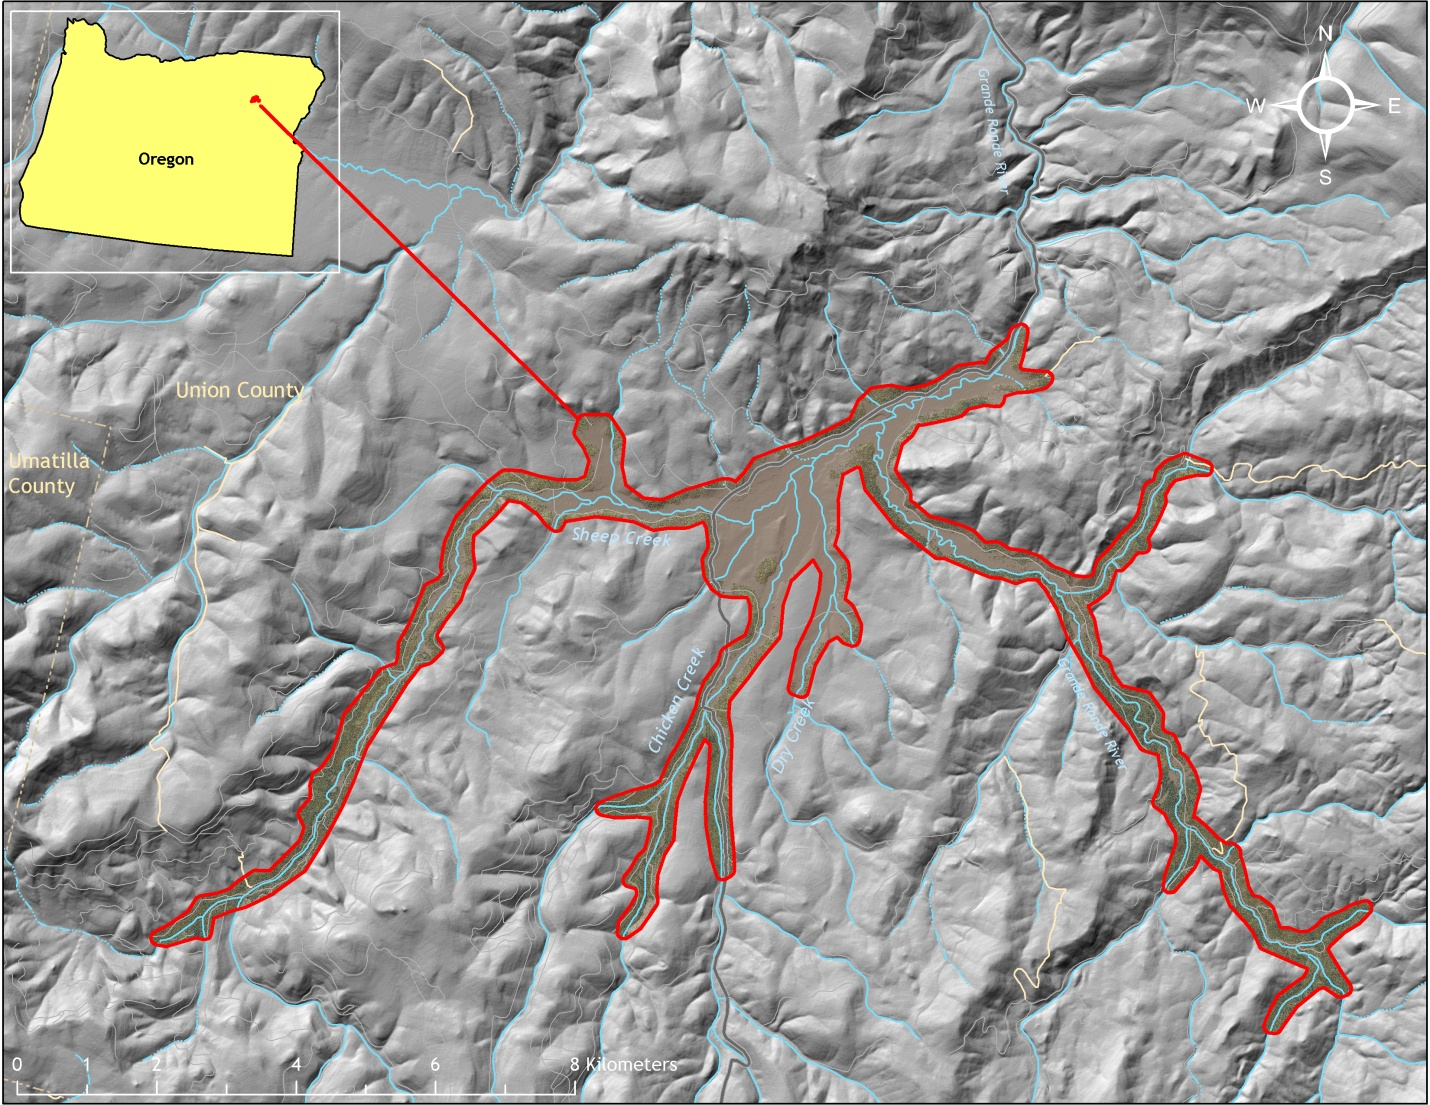 N
W E
S
Oregon
Grande Ronde River
Union County
Umatilla
County
Sheep Creek
Chicken Creek
Dry Creek
Grande Ronde River
0 1 2 4 6 8 Kilometers